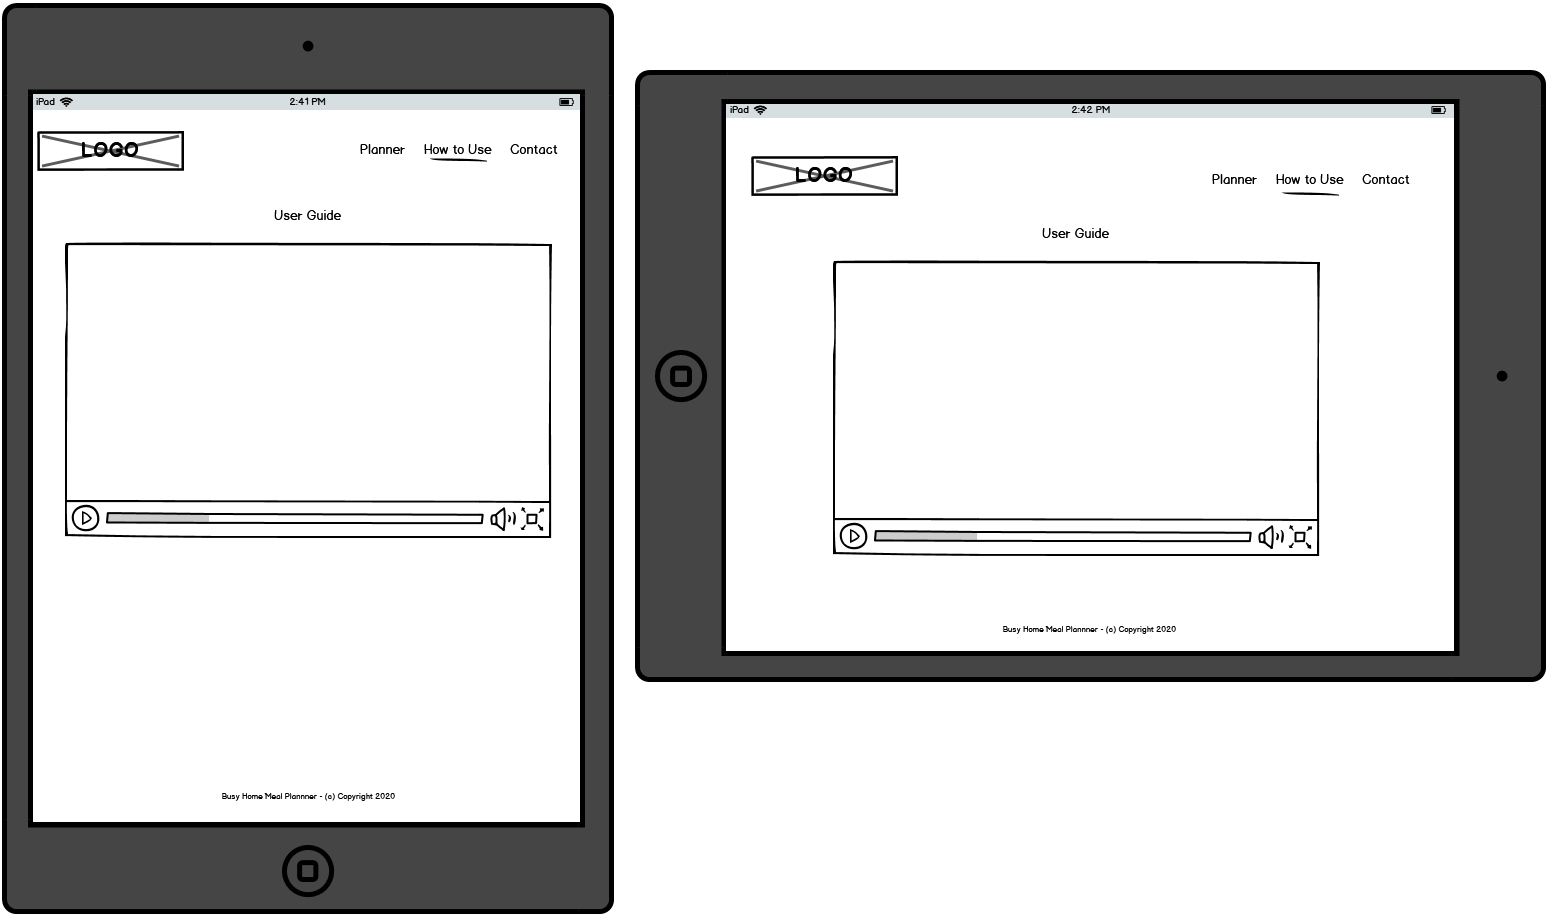 iPad 2:41 PM
LOGO
Planner How to Use Contact
User Guide
Busy Home Meal Plannner - (c) Copyright 2020
iPad 2:42 PM
LOGO
Planner How to Use Contact
User Guide
Busy Home Meal Plannner - (c) Copyright 2020